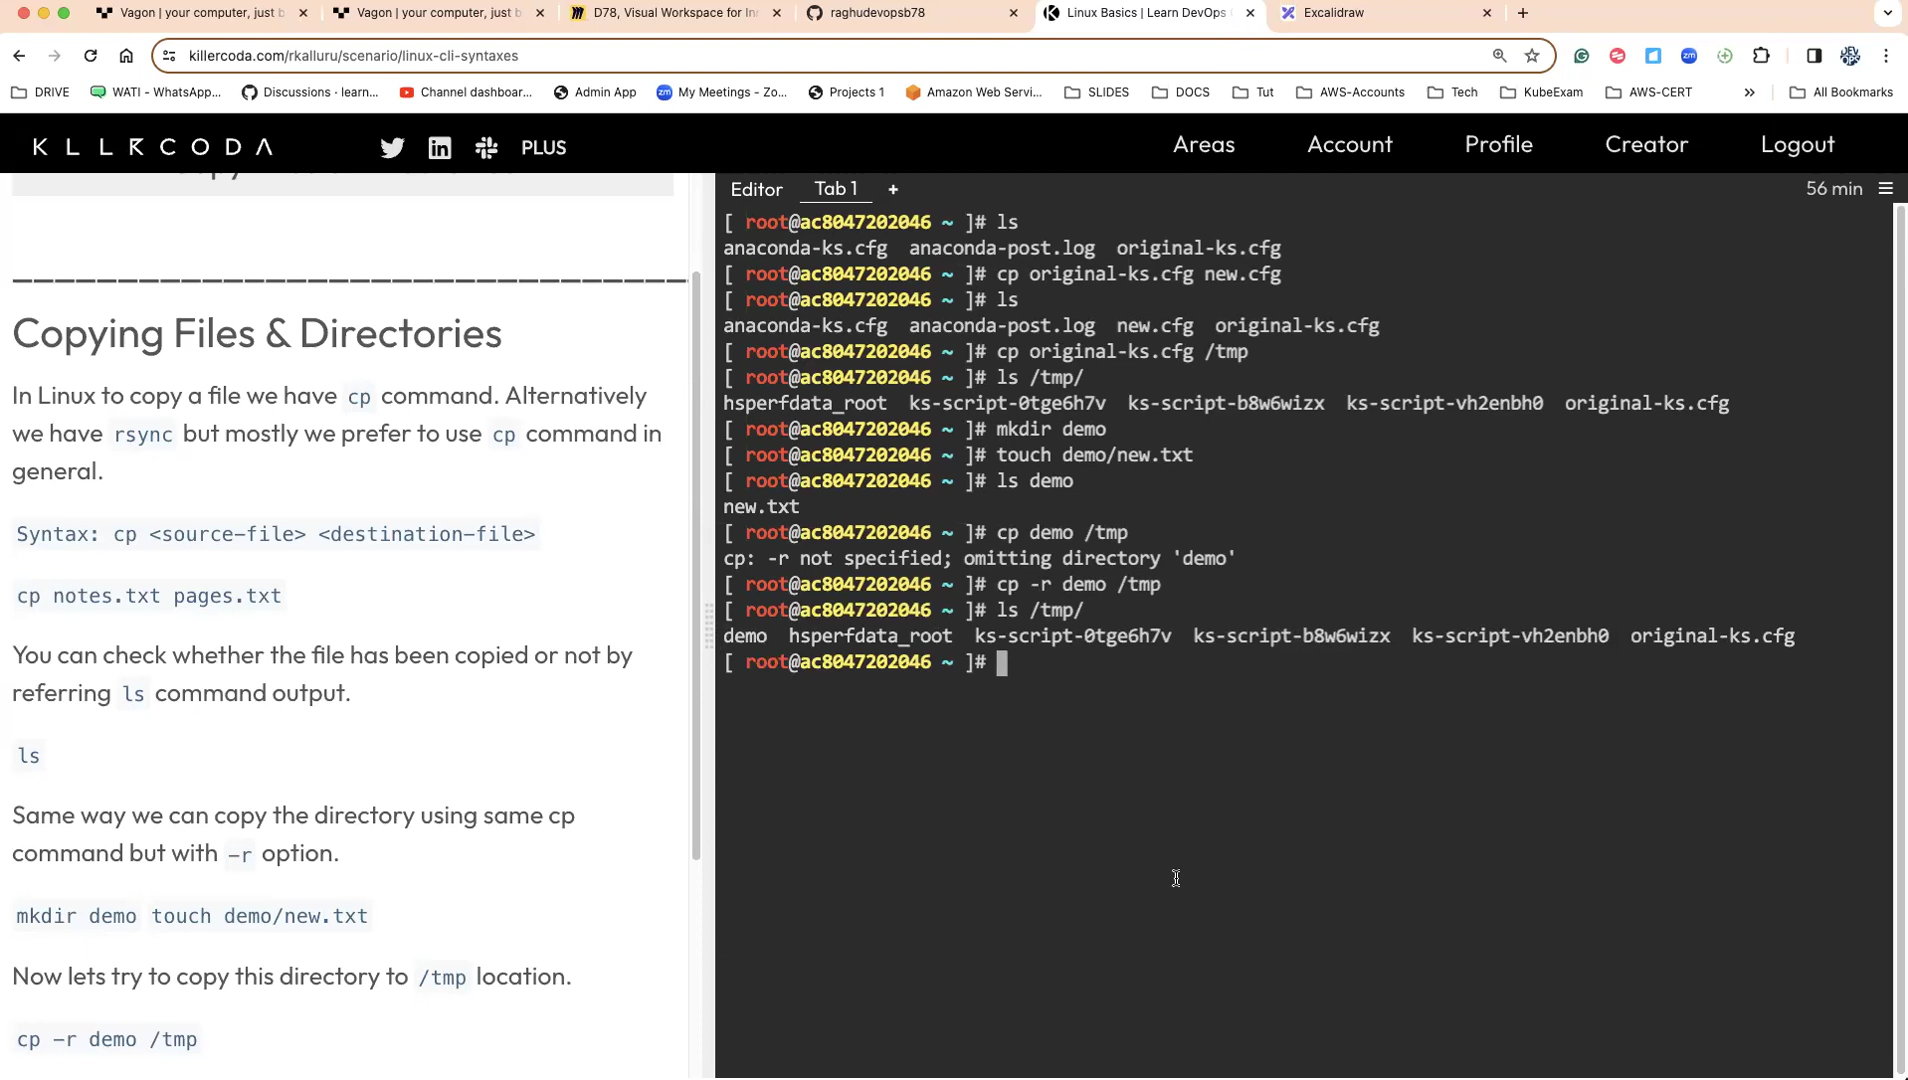 Vagon | your computer, just b
Vagon | your computer, just b
D78, Visual Workspace for Inn
raghudevopsb78
Linux Basics | Learn DevOps
Excalidraw
killercoda.com/rkalluru/scenario/linux-cli-syntaxes
DRIVE
WATI - WhatsApp...
Discussions · learn...
Channel dashboar...
Admin App
My Meetings - Zo...
Projects 1
Amazon Web Servi...
SLIDES
DOCS
Tut
AWS-Accounts
Tech
KubeExam
AWS-CERT
»
All Bookmarks
KLLRCODA
PLUS
Areas
Account
Profile
Creator
Logout
Copying Files & Directories
In Linux to copy a file we have cp command. Alternatively
we have rsync but mostly we prefer to use cp command in
general.
Syntax: cp <source-file> <destination-file>
cp notes.txt pages.txt
You can check whether the file has been copied or not by
referring ls command output.
ls
Same way we can copy the directory using same cp
command but with -r option.
mkdir demo touch demo/new.txt
Now lets try to copy this directory to /tmp location.
cp -r demo /tmp
Editor
Tab 1
+
56 min
[ root@ac8047202046 ~ ]# ls
anaconda-ks.cfg anaconda-post.log original-ks.cfg
[ root@ac8047202046 ~ ]# cp original-ks.cfg new.cfg
[ root@ac8047202046 ~ ]# ls
anaconda-ks.cfg anaconda-post.log new.cfg original-ks.cfg
[ root@ac8047202046 ~ ]# cp original-ks.cfg /tmp
[ root@ac8047202046 ~ ]# ls /tmp/
hsperfdata_root ks-script-0tge6h7v ks-script-b8w6wizx ks-script-vh2enbh0 original-ks.cfg
[ root@ac8047202046 ~ ]# mkdir demo
[ root@ac8047202046 ~ ]# touch demo/new.txt
[ root@ac8047202046 ~ ]# ls demo
new.txt
[ root@ac8047202046 ~ ]# cp demo /tmp
cp: -r not specified; omitting directory 'demo'
[ root@ac8047202046 ~ ]# cp -r demo /tmp
[ root@ac8047202046 ~ ]# ls /tmp/
demo hsperfdata_root ks-script-0tge6h7v ks-script-b8w6wizx ks-script-vh2enbh0 original-ks.cfg
[ root@ac8047202046 ~ ]#